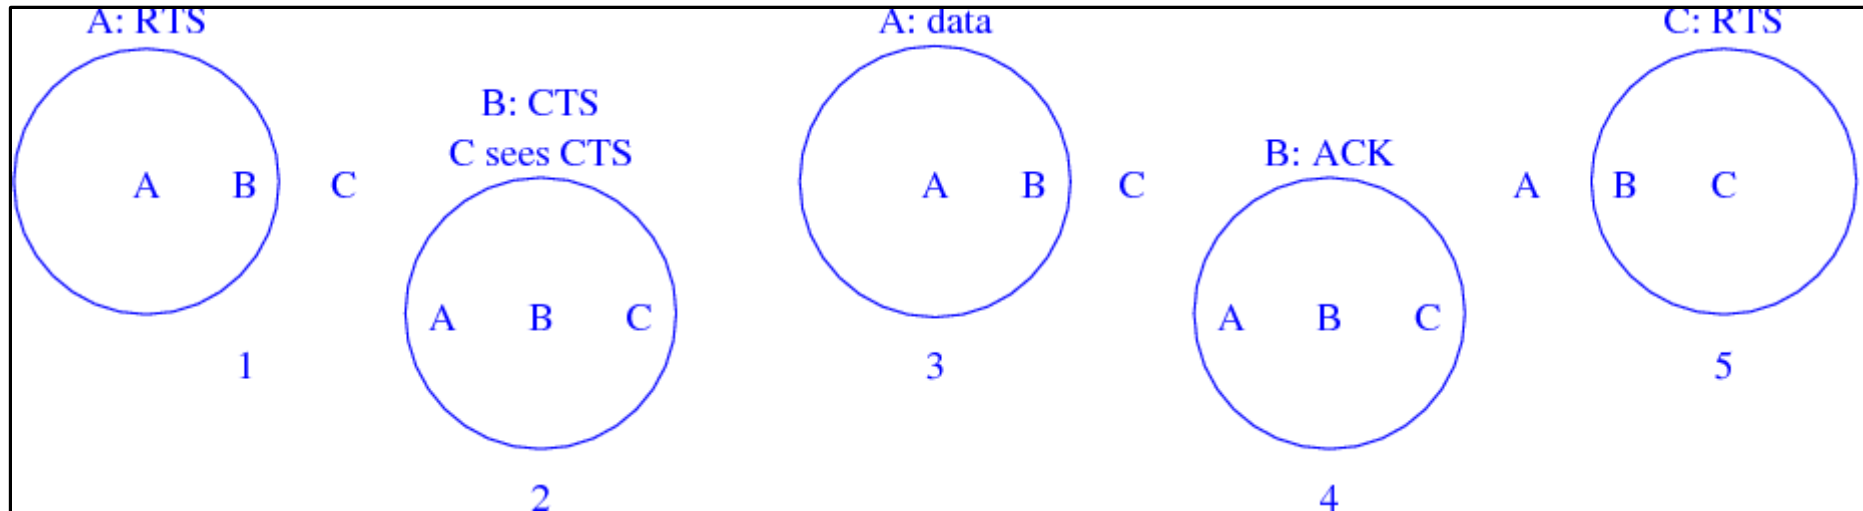 A: RTS
A B C
1
B: CTS
C sees CTS
A B C
2
A: data
A B C
3
B: ACK
A B C
4
C: RTS
A B C
5